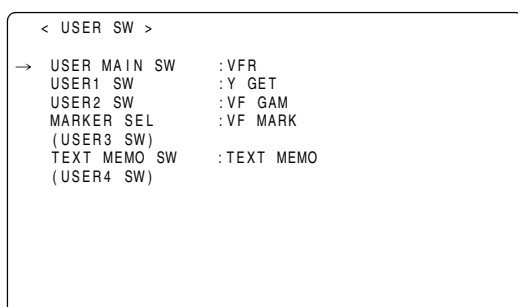 < USER SW >
→ USER MAIN SW :VFR
USER1 SW :Y GET
USER2 SW :VF GAM
MARKER SEL :VF MARK
(USER3 SW)
TEXT MEMO SW :TEXT MEMO
(USER4 SW)